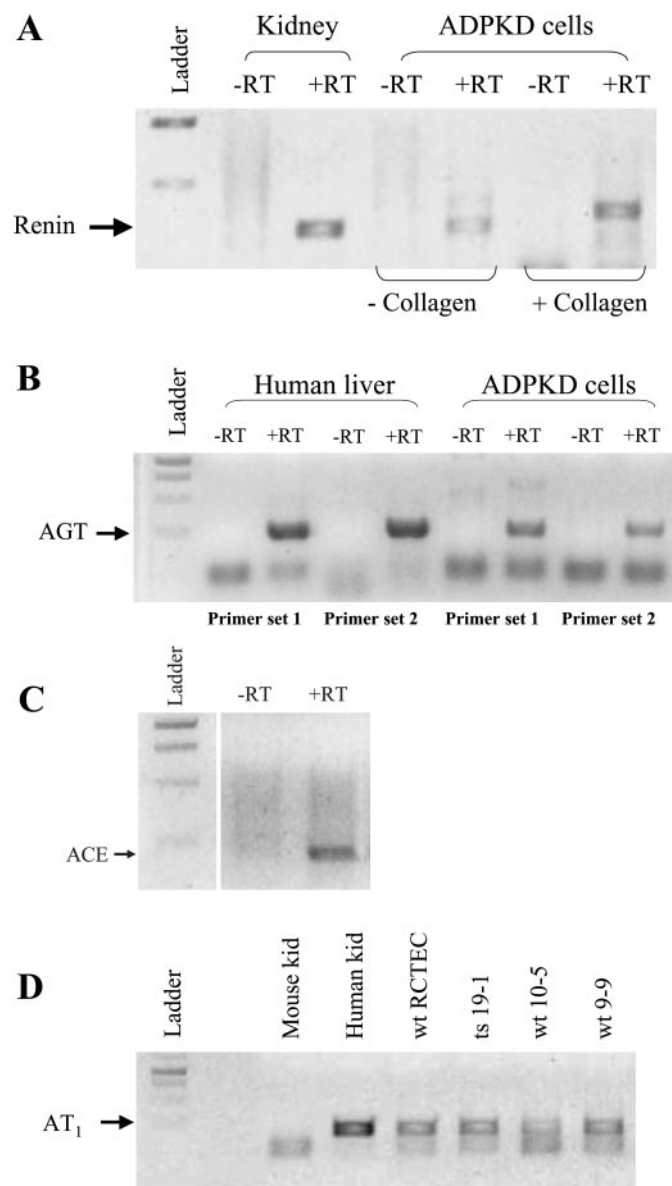 A
Kidney ADPKD cells
Ladder
-RT +RT -RT +RT -RT +RT
Renin
- Collagen + Collagen
B
Human liver ADPKD cells
Ladder
-RT +RT -RT +RT -RT +RT -RT +RT
AGT
Primer set 1 Primer set 2 Primer set 1 Primer set 2
C
Ladder
-RT +RT
ACE
D
Ladder
Mouse kid
Human kid
wt RCTEC
ts 19-1
wt 10-5
wt 9-9
AT₁